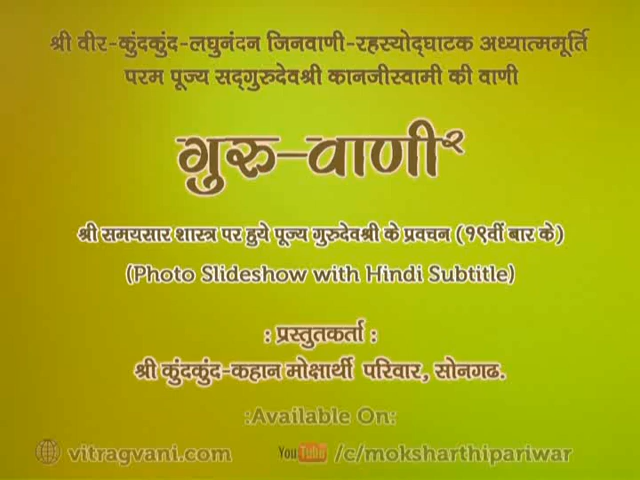 श्री वीर-कुंदकुंद-लघुनंदन जिनवाणी-रहस्योद्घाटक अध्यात्ममूर्ति
परम पूज्य सद्गुरुदेवश्री कानजीस्वामी की वाणी
गुरु-वाणी२
श्री समयसार शास्त्र पर हुये पूज्य गुरुदेवश्री के प्रवचन (१९वीं बार के)
(Photo Slideshow with Hindi Subtitle)
: प्रस्तुतकर्ता :
श्री कुंदकुंद-कहान मोक्षार्थी परिवार, सोनगढ.
:Available On:
vitragvani.com YouTube /c/moksharthipariwar